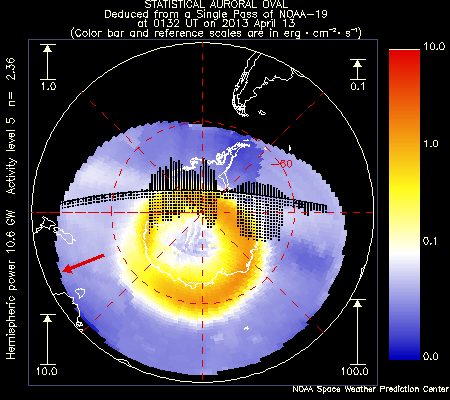 STATISTICAL AURORAL OVAL
Deduced from a Single Pass of NOAA-19
at 0132 UT on 2013 April 13
(Color bar and reference scales are in erg · cm⁻² · s⁻¹)
Hemispheric power 10.6 GW Activity level 5 n= 2.36
1.0
0.1
10.0
100.0
-60
10.0
1.0
0.1
0.0
NOAA Space Weather Prediction Center